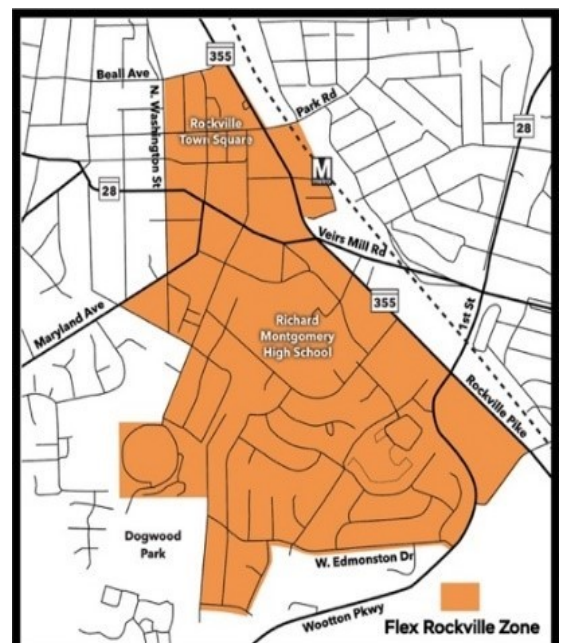 355
Beall Ave
N. Washington St
Park Rd
Rockville
Town Square
28
M
28
Veirs Mill Rd
355
1st St
Maryland Ave
Richard
Montgomery
High School
Rockville Pike
Dogwood
Park
W. Edmonston Dr
Wootton Pkwy
Flex Rockville Zone